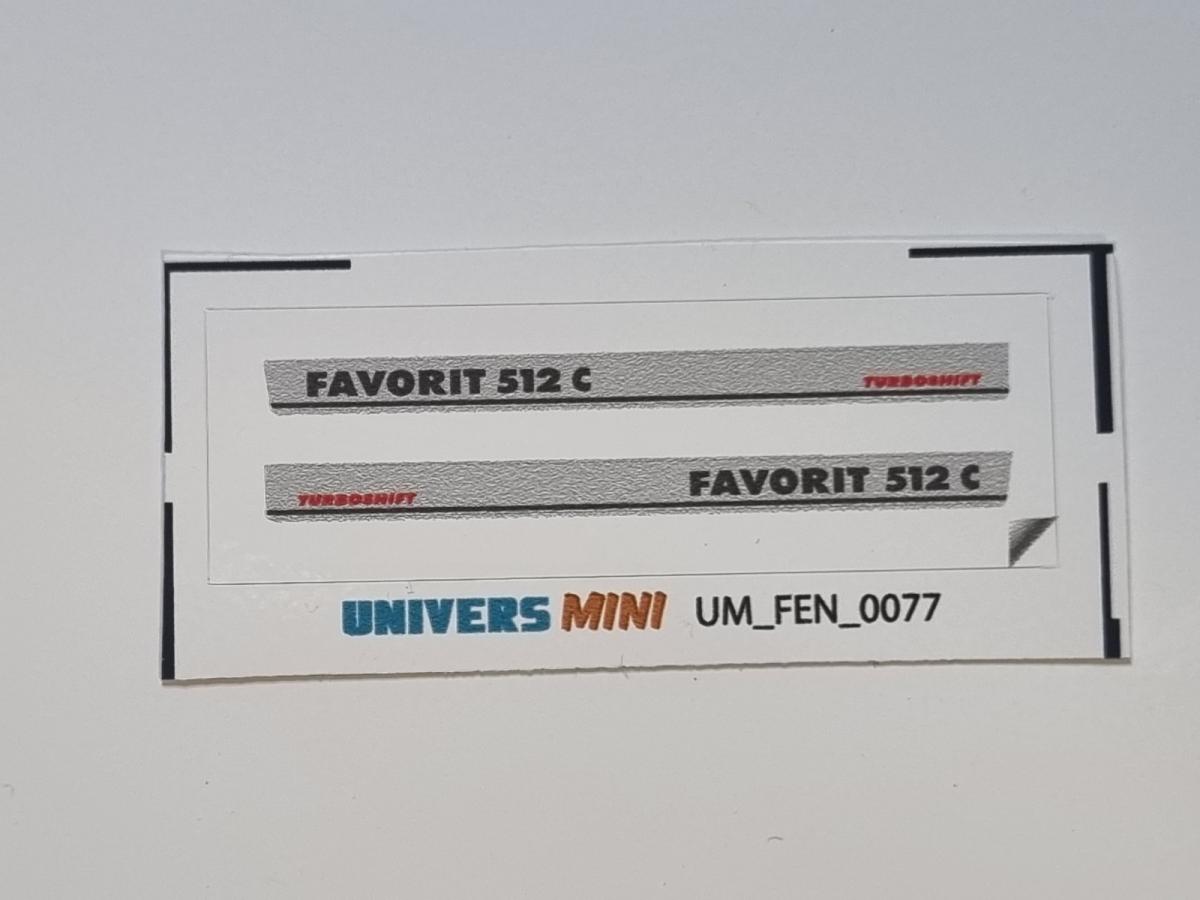 FAVORIT 512 C TURBOSHIFT
TURBOSHIFT FAVORIT 512 C
UNIVERS MINI UM_FEN_0077